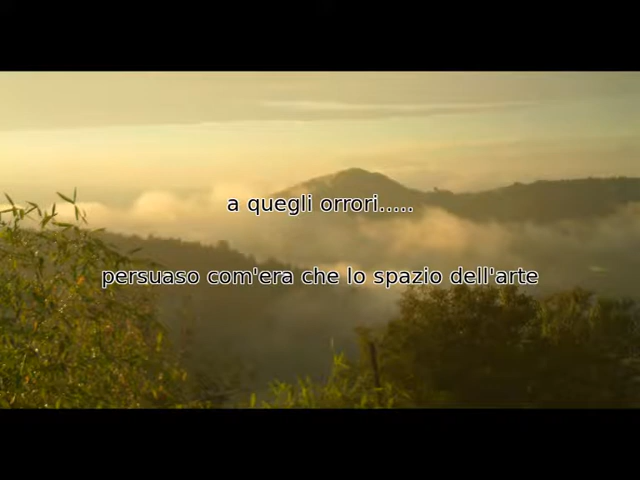 a quegli orrori.....
persuaso com'era che lo spazio dell'arte